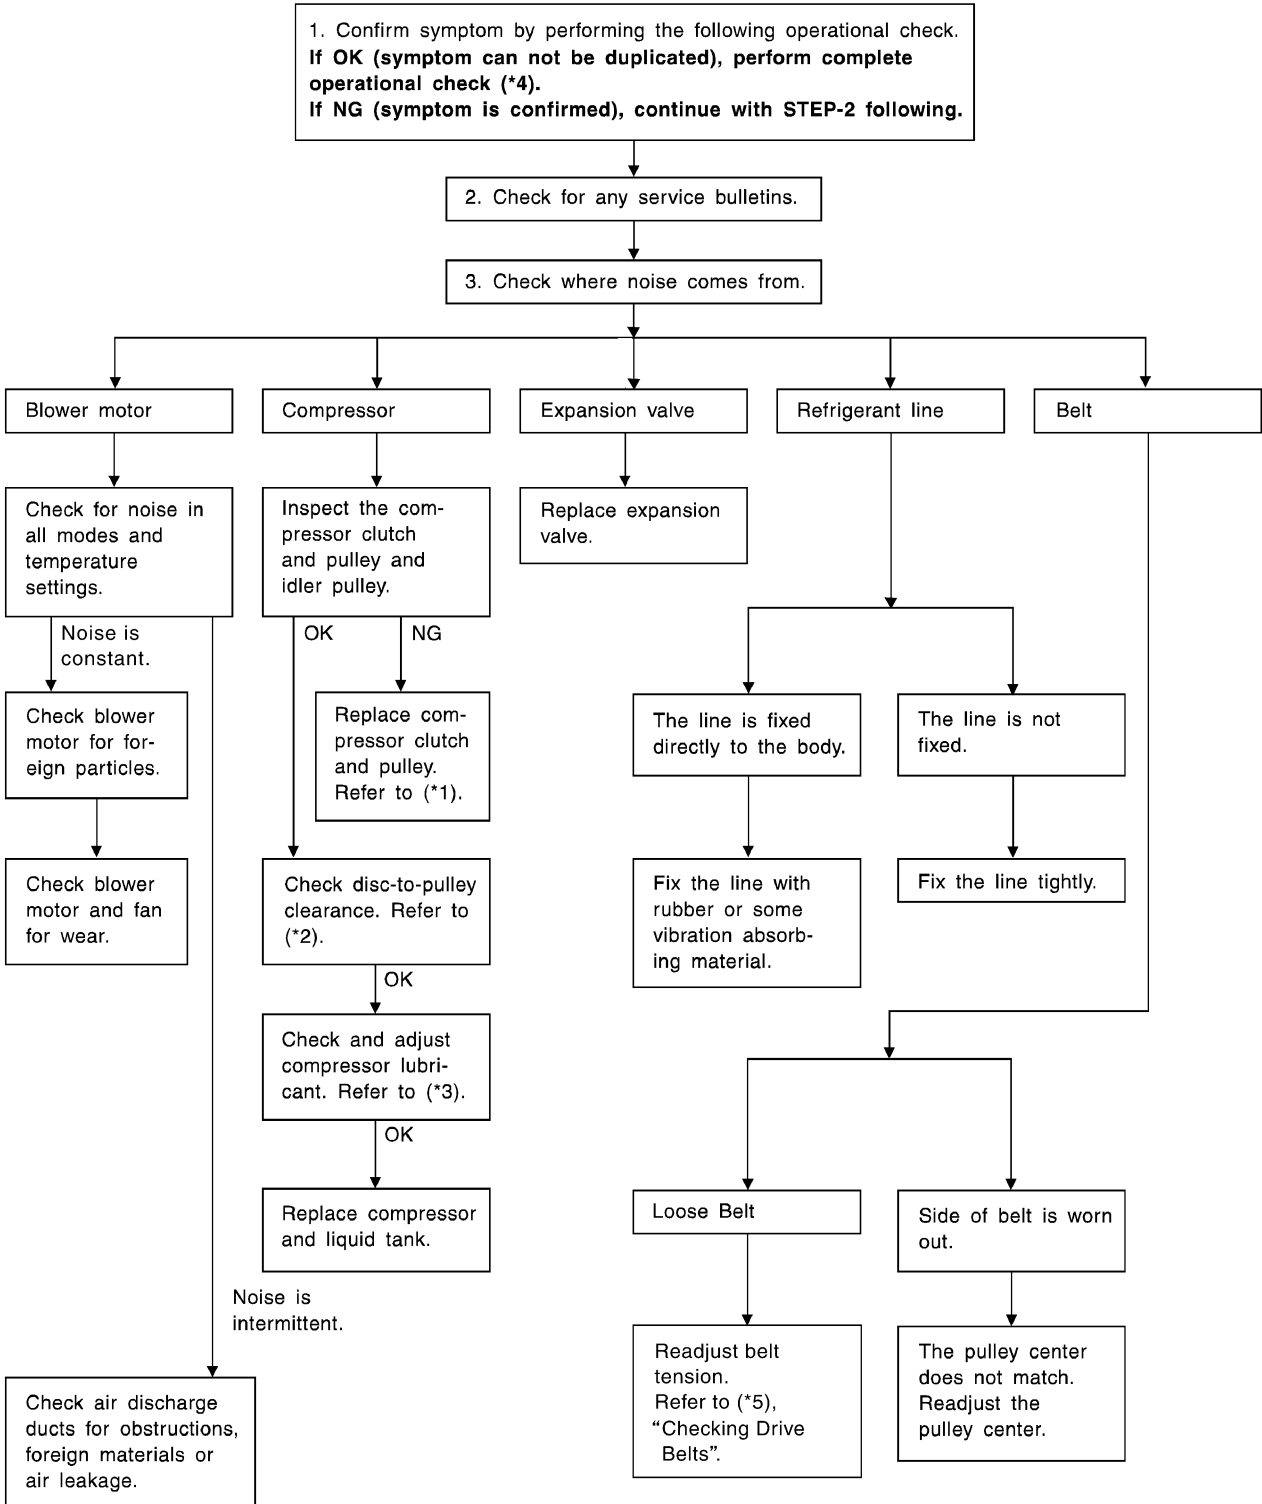 1. Confirm symptom by performing the following operational check.
If OK (symptom can not be duplicated), perform complete
operational check (*4).
If NG (symptom is confirmed), continue with STEP-2 following.
2. Check for any service bulletins.
3. Check where noise comes from.
Blower motor
Compressor
Expansion valve
Refrigerant line
Belt
Check for noise in
all modes and
temperature
settings.
Inspect the com-
pressor clutch
and pulley and
idler pulley.
Replace expansion
valve.
Noise is
constant.
OK
NG
Check blower
motor for for-
eign particles.
Replace com-
pressor clutch
and pulley.
Refer to (*1).
The line is fixed
directly to the body.
The line is not
fixed.
Check blower
motor and fan
for wear.
Check disc-to-pulley
clearance. Refer to
(*2).
Fix the line with
rubber or some
vibration absorb-
ing material.
Fix the line tightly.
OK
Check and adjust
compressor lubri-
cant. Refer to (*3).
OK
Replace compressor
and liquid tank.
Loose Belt
Side of belt is worn
out.
Noise is
intermittent.
Readjust belt
tension.
Refer to (*5),
“Checking Drive
Belts”.
The pulley center
does not match.
Readjust the
pulley center.
Check air discharge
ducts for obstructions,
foreign materials or
air leakage.